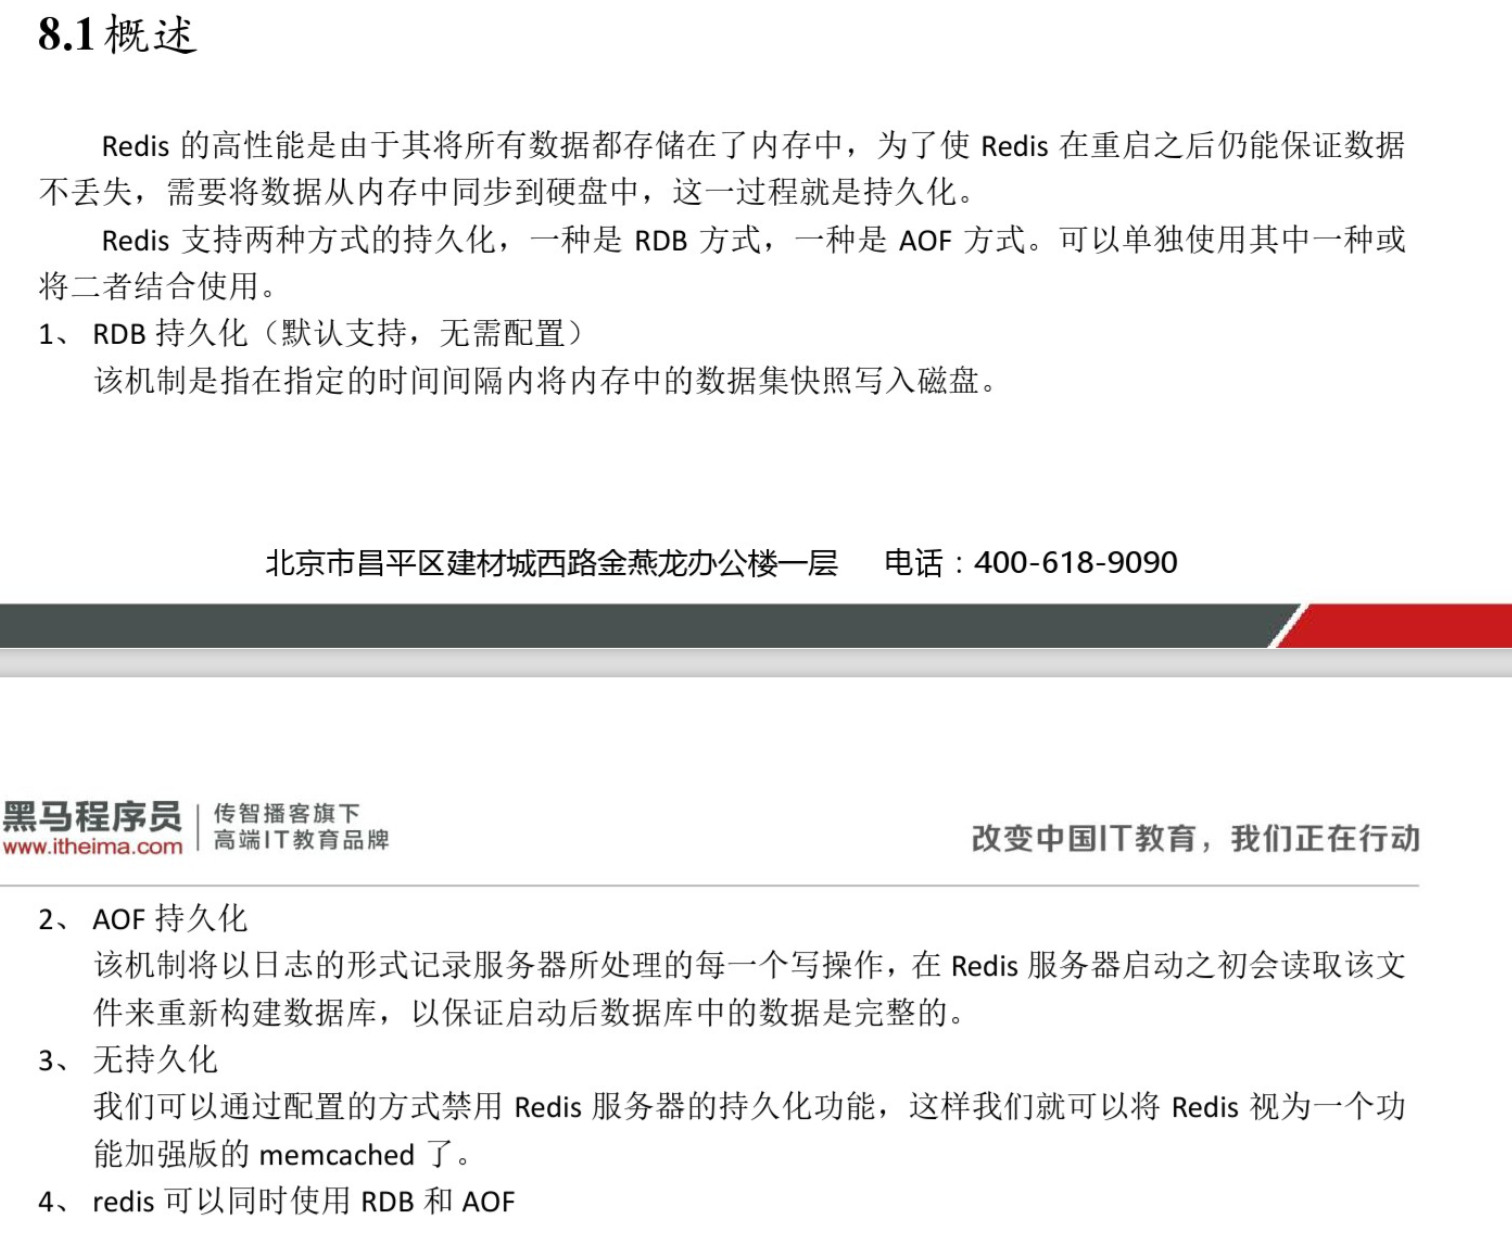 8.1概述
Redis 的高性能是由于其将所有数据都存储在了内存中，为了使 Redis 在重启之后仍能保证数据
不丢失，需要将数据从内存中同步到硬盘中，这一过程就是持久化。
Redis 支持两种方式的持久化，一种是 RDB 方式，一种是 AOF 方式。可以单独使用其中一种或
将二者结合使用。
1、 RDB 持久化（默认支持，无需配置）
该机制是指在指定的时间间隔内将内存中的数据集快照写入磁盘。
北京市昌平区建材城西路金燕龙办公楼一层 电话：400-618-9090
黑马程序员
www.itheima.com
传智播客旗下
高端IT教育品牌
改变中国IT教育，我们正在行动
2、 AOF 持久化
该机制将以日志的形式记录服务器所处理的每一个写操作，在 Redis 服务器启动之初会读取该文
件来重新构建数据库，以保证启动后数据库中的数据是完整的。
3、 无持久化
我们可以通过配置的方式禁用 Redis 服务器的持久化功能，这样我们就可以将 Redis 视为一个功
能加强版的 memcached 了。
4、 redis 可以同时使用 RDB 和 AOF